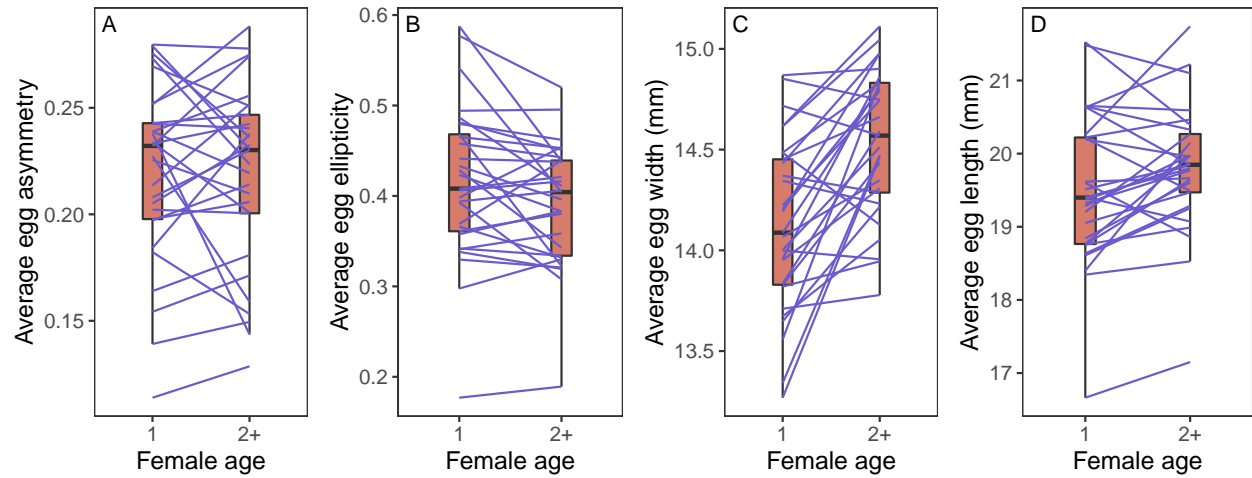 A
Average egg asymmetry
0.25
0.20
0.15
1
2+
Female age
B
Average egg ellipticity
0.6
0.5
0.4
0.3
0.2
1
2+
Female age
C
Average egg width (mm)
15.0
14.5
14.0
13.5
1
2+
Female age
D
Average egg length (mm)
21
20
19
18
17
1
2+
Female age